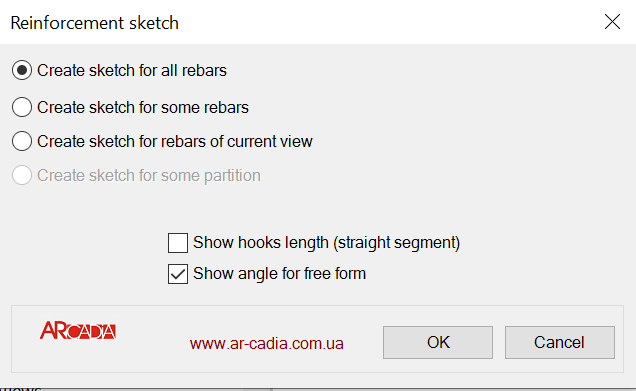 Reinforcement sketch
Create sketch for all rebars
Create sketch for some rebars
Create sketch for rebars of current view
Create sketch for some partition
Show hooks length (straight segment)
Show angle for free form
ARCADIA
www.ar-cadia.com.ua
OK
Cancel